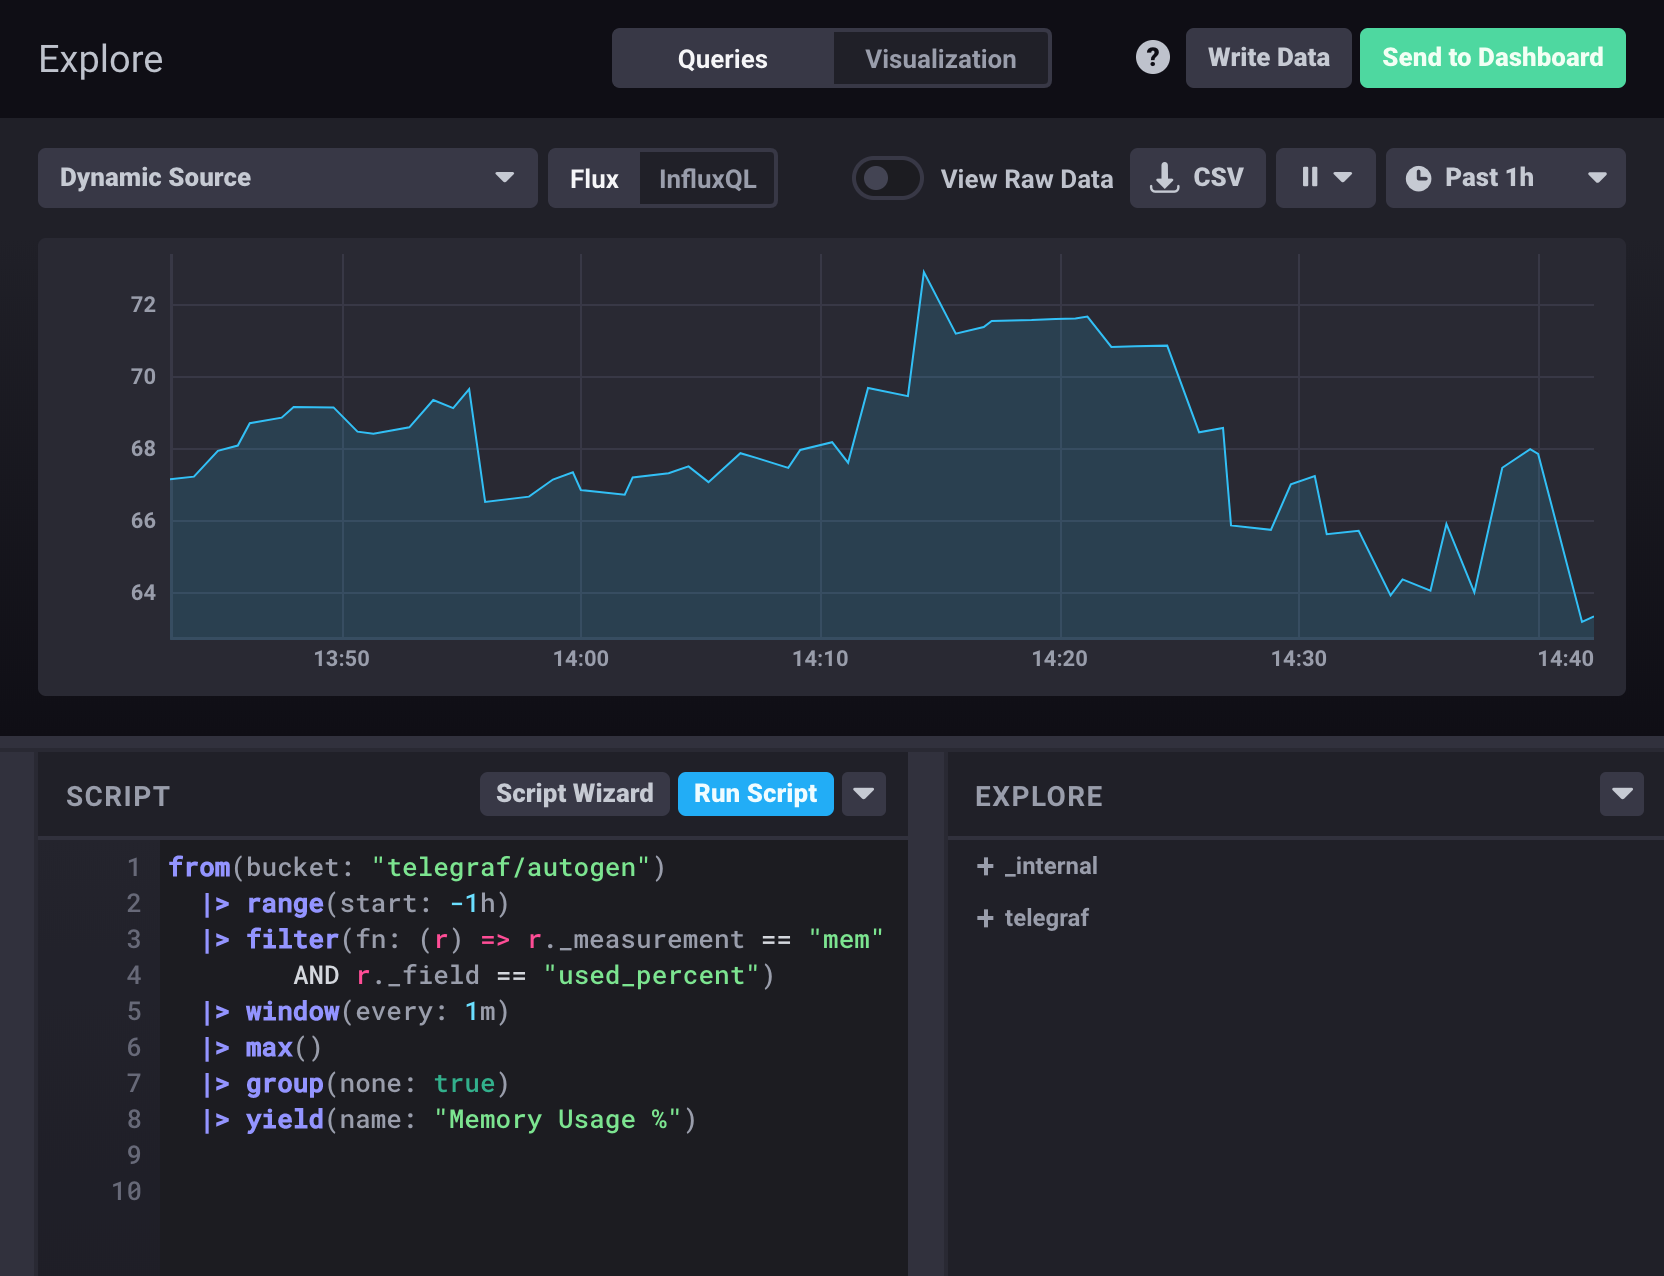 Explore
Queries
Visualization
?
Write Data
Send to Dashboard
Dynamic Source
Flux
InfluxQL
View Raw Data
CSV
Past 1h
72
70
68
66
64
13:50
14:00
14:10
14:20
14:30
14:40
SCRIPT
Script Wizard
Run Script
1 from(bucket: "telegraf/autogen")
2 |> range(start: -1h)
3 |> filter(fn: (r) => r._measurement == "mem"
4 AND r._field == "used_percent")
5 |> window(every: 1m)
6 |> max()
7 |> group(none: true)
8 |> yield(name: "Memory Usage %")
9
10
EXPLORE
+ _internal
+ telegraf